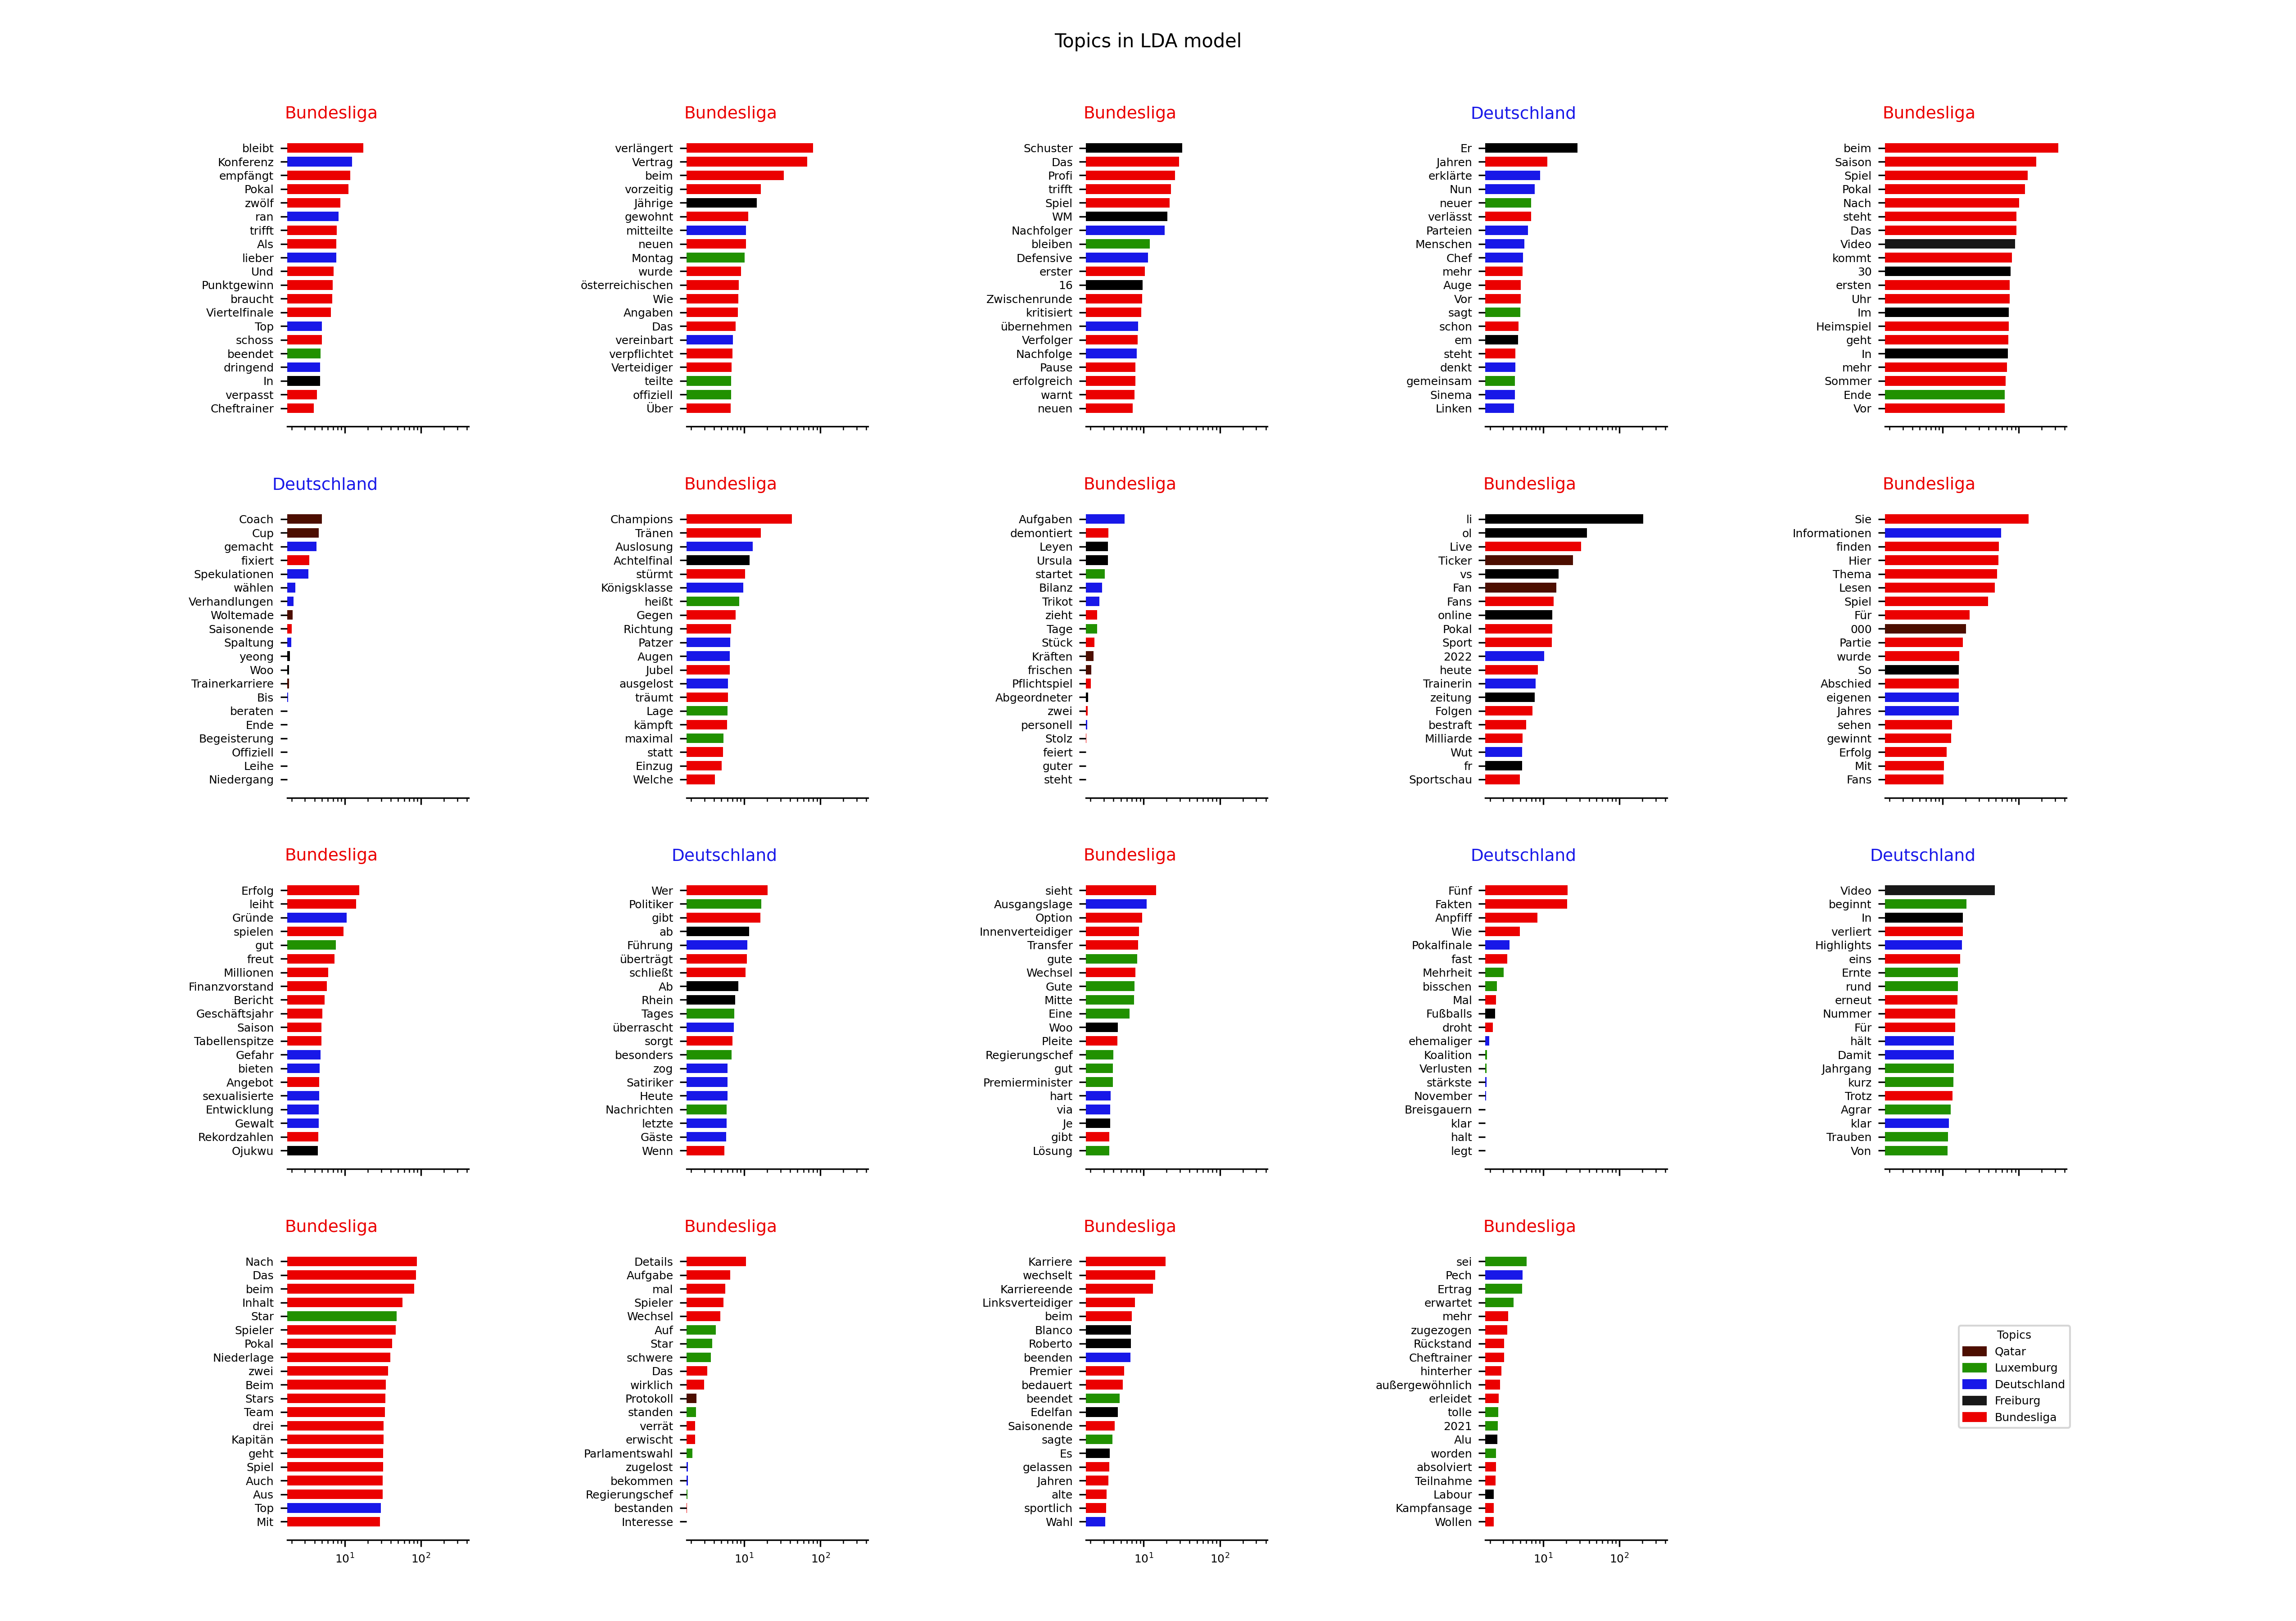 Topics in LDA model
Bundesliga
bleibt
Konferenz
empfängt
Pokal
zwölf
ran
trifft
Als
lieber
Und
Punktgewinn
braucht
Viertelfinale
Top
schoss
beendet
dringend
In
verpasst
Cheftrainer
Bundesliga
verlängert
Vertrag
beim
vorzeitig
Jährige
gewohnt
mitteilte
neuen
Montag
wurde
österreichischen
Wie
Angaben
Das
vereinbart
verpflichtet
Verteidiger
teilte
offiziell
Über
Bundesliga
Schuster
Das
Profi
trifft
Spiel
WM
Nachfolger
bleiben
Defensive
erster
16
Zwischenrunde
kritisiert
übernehmen
Verfolger
Nachfolge
Pause
erfolgreich
warnt
neuen
Deutschland
Er
Jahren
erklärte
Nun
neuer
verlässt
Parteien
Menschen
Chef
mehr
Auge
Vor
sagt
schon
em
steht
denkt
gemeinsam
Sinema
Linken
Bundesliga
beim
Saison
Spiel
Pokal
Nach
steht
Das
Video
kommt
30
ersten
Uhr
Im
Heimspiel
geht
In
mehr
Sommer
Ende
Vor
Deutschland
Coach
Cup
gemacht
fixiert
Spekulationen
wählen
Verhandlungen
Woltemade
Saisonende
Spaltung
yeong
Woo
Trainerkarriere
Bis
beraten
Ende
Begeisterung
Offiziell
Leihe
Niedergang
Bundesliga
Champions
Tränen
Auslosung
Achtelfinal
stürmt
Königsklasse
heißt
Gegen
Richtung
Patzer
Augen
Jubel
ausgelost
träumt
Lage
kämpft
maximal
statt
Einzug
Welche
Bundesliga
Aufgaben
demontiert
Leyen
Ursula
startet
Bilanz
Trikot
zieht
Tage
Stück
Kräften
frischen
Pflichtspiel
Abgeordneter
zwei
personell
Stolz
feiert
guter
steht
Bundesliga
li
ol
Live
Ticker
vs
Fan
Fans
online
Pokal
Sport
2022
heute
Trainerin
zeitung
Folgen
bestraft
Milliarde
Wut
fr
Sportschau
Bundesliga
Sie
Informationen
finden
Hier
Thema
Lesen
Spiel
Für
000
Partie
wurde
So
Abschied
eigenen
Jahres
sehen
gewinnt
Erfolg
Mit
Fans
Bundesliga
Erfolg
leiht
Gründe
spielen
gut
freut
Millionen
Finanzvorstand
Bericht
Geschäftsjahr
Saison
Tabellenspitze
Gefahr
bieten
Angebot
sexualisierte
Entwicklung
Gewalt
Rekordzahlen
Ojukwu
Deutschland
Wer
Politiker
gibt
ab
Führung
überträgt
schließt
Ab
Rhein
Tages
überrascht
sorgt
besonders
zog
Satiriker
Heute
Nachrichten
letzte
Gäste
Wenn
Bundesliga
sieht
Ausgangslage
Option
Innenverteidiger
Transfer
gute
Wechsel
Gute
Mitte
Eine
Woo
Pleite
Regierungschef
gut
Premierminister
hart
via
Je
gibt
Lösung
Deutschland
Fünf
Fakten
Anpfiff
Wie
Pokalfinale
fast
Mehrheit
bisschen
Mal
Fußballs
droht
ehemaliger
Koalition
Verlusten
stärkste
November
Breisgauern
klar
halt
legt
Deutschland
Video
beginnt
In
verliert
Highlights
eins
Ernte
rund
erneut
Nummer
Für
hält
Damit
Jahrgang
kurz
Trotz
Agrar
klar
Trauben
Von
Bundesliga
Nach
Das
beim
Inhalt
Star
Spieler
Pokal
Niederlage
zwei
Beim
Stars
Team
drei
Kapitän
geht
Spiel
Auch
Aus
Top
Mit
10¹ 10²
Bundesliga
Details
Aufgabe
mal
Spieler
Wechsel
Auf
Star
schwere
Das
wirklich
Protokoll
standen
verrät
erwischt
Parlamentswahl
zugelost
bekommen
Regierungschef
bestanden
Interesse
10¹ 10²
Bundesliga
Karriere
wechselt
Karriereende
Linksverteidiger
beim
Blanco
Roberto
beenden
Premier
bedauert
beendet
Edelfan
Saisonende
sagte
Es
gelassen
Jahren
alte
sportlich
Wahl
10¹ 10²
Bundesliga
sei
Pech
Ertrag
erwartet
mehr
zugezogen
Rückstand
Cheftrainer
hinterher
außergewöhnlich
erleidet
tolle
2021
Alu
worden
absolviert
Teilnahme
Labour
Kampfansage
Wollen
10¹ 10²
Topics
Qatar
Luxemburg
Deutschland
Freiburg
Bundesliga